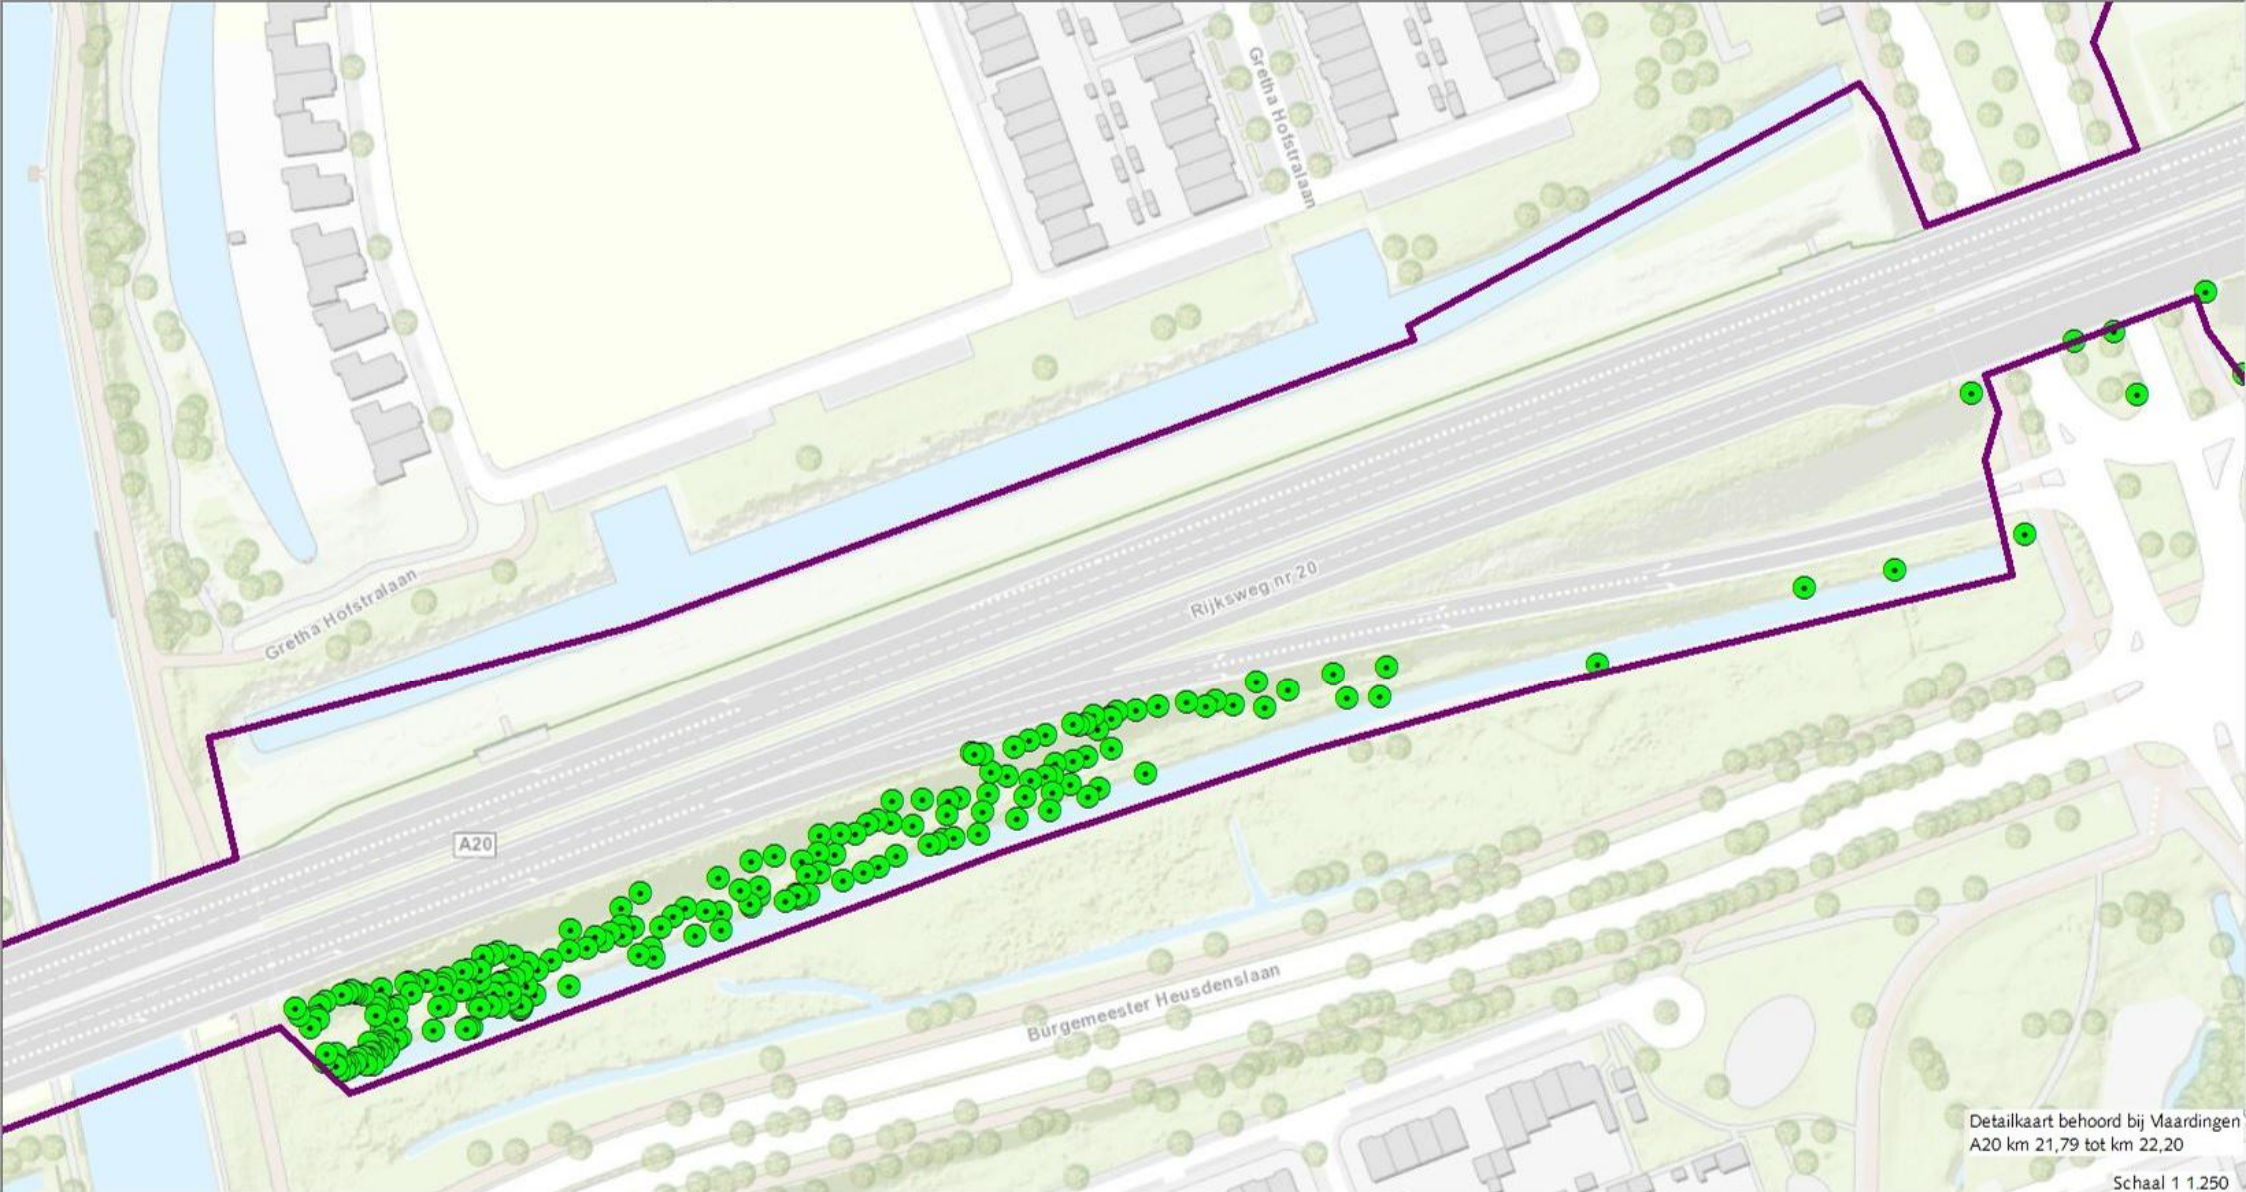 Gretha Hofstralaan
Gretha Hofstralaan
Rijksweg nr 20
A20
Burgemeester Heusdenslaan
Detailkaart behoord bij Vlaardingen
A20 km 21,79 tot km 22,20
Schaal 1 1.250